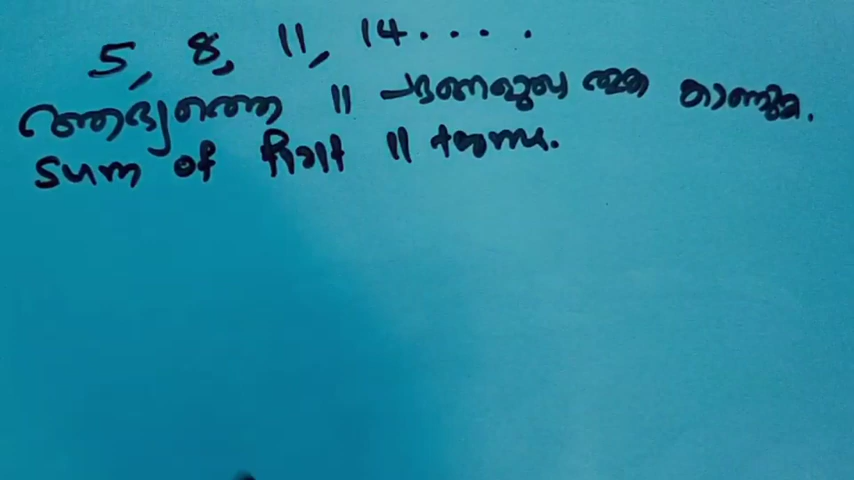 5, 8, 11, 14.....
ആദ്യത്തെ 11 പദങ്ങളുടെ തുക കാണുക.
Sum of first 11 terms.